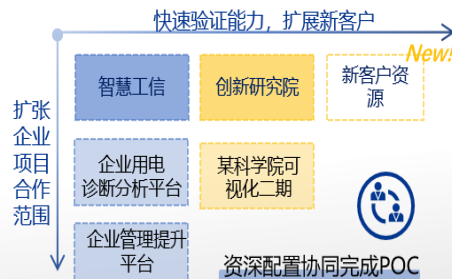 快速验证能力，扩展新客户
New!
智慧工信
创新研究院
新客户资
源
扩张
企业
项目
合作
范围
企业用电
诊断分析平台
某科学院可
视化二期
企业管理提升
平台
资深配置协同完成POC